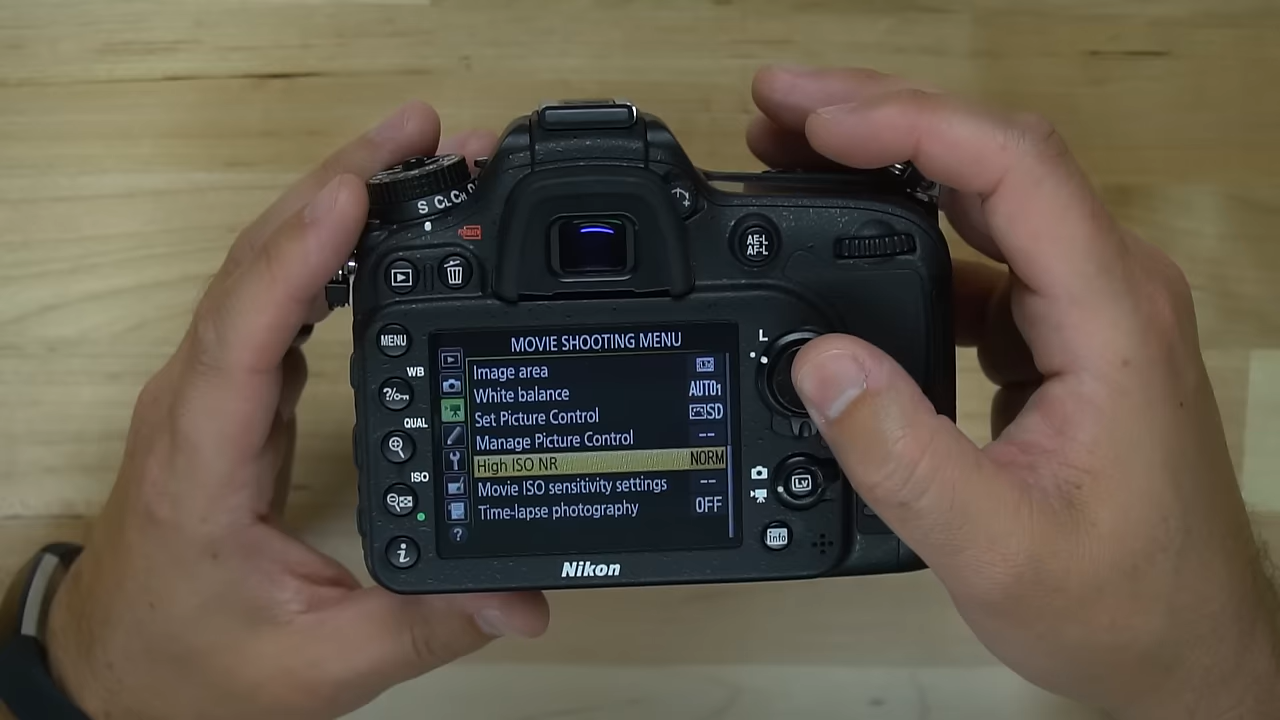 S CL CH
AE-L
AF-L
MENU
WB
L
QUAL
ISO
MOVIE SHOOTING MENU
Image area
White balance AUTO1
Set Picture Control SD
Manage Picture Control --
High ISO NR NORM
Movie ISO sensitivity settings --
Time-lapse photography OFF
?
Lv
info
i
Nikon